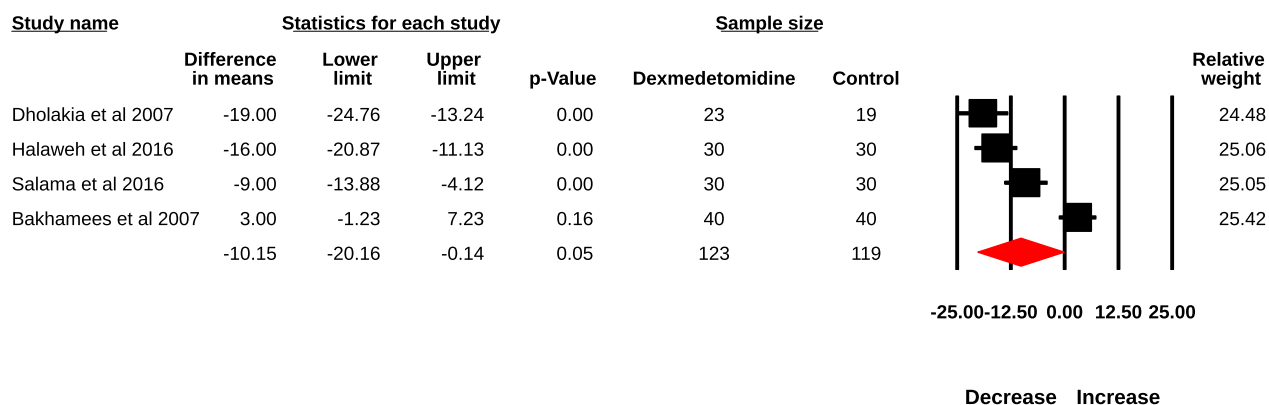 Study name Statistics for each study Sample size
Difference in means Lower limit Upper limit p-Value Dexmedetomidine Control Relative weight
Dholakia et al 2007 -19.00 -24.76 -13.24 0.00 23 19 24.48
Halaweh et al 2016 -16.00 -20.87 -11.13 0.00 30 30 25.06
Salama et al 2016 -9.00 -13.88 -4.12 0.00 30 30 25.05
Bakhamees et al 2007 3.00 -1.23 7.23 0.16 40 40 25.42
-10.15 -20.16 -0.14 0.05 123 119
-25.00 -12.50 0.00 12.50 25.00
Decrease Increase